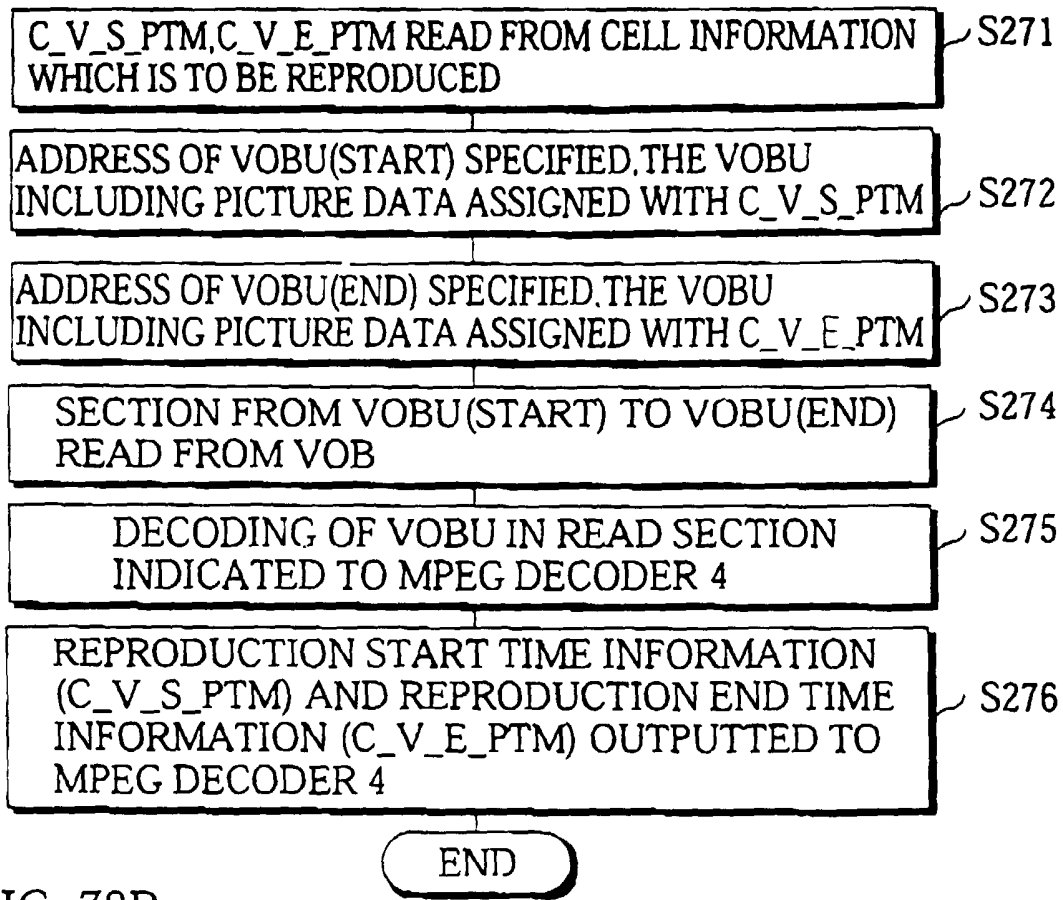 C_V_S_PTM,C_V_E_PTM READ FROM CELL INFORMATION
WHICH IS TO BE REPRODUCED
S271
ADDRESS OF VOBU(START) SPECIFIED,THE VOBU
INCLUDING PICTURE DATA ASSIGNED WITH C_V_S_PTM
S272
ADDRESS OF VOBU(END) SPECIFIED,THE VOBU
INCLUDING PICTURE DATA ASSIGNED WITH C_V_E_PTM
S273
SECTION FROM VOBU(START) TO VOBU(END)
READ FROM VOB
S274
DECODING OF VOBU IN READ SECTION
INDICATED TO MPEG DECODER 4
S275
REPRODUCTION START TIME INFORMATION
(C_V_S_PTM) AND REPRODUCTION END TIME
INFORMATION (C_V_E_PTM) OUTPUTTED TO
MPEG DECODER 4
S276
END